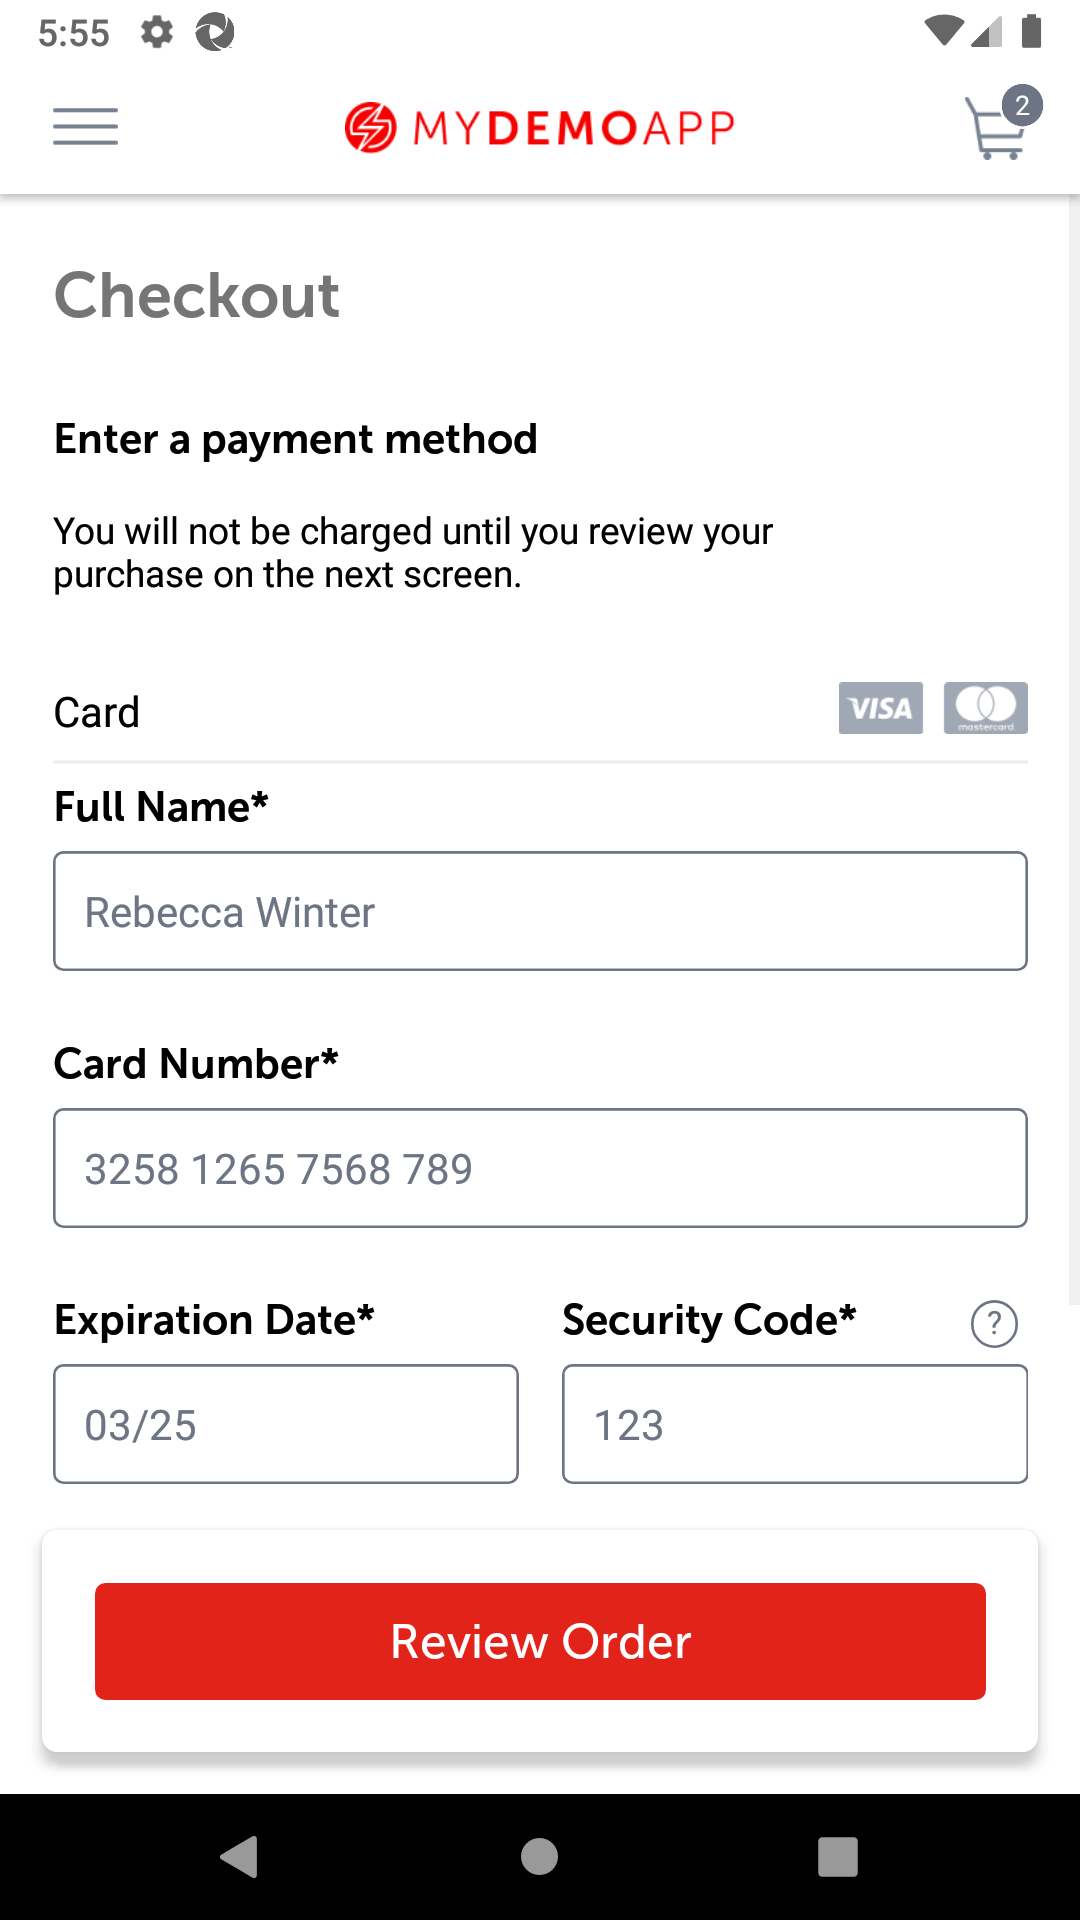 5:55
MYDEMOAPP
2
Checkout
Enter a payment method
You will not be charged until you review your
purchase on the next screen.
Card
VISA
mastercard.
Full Name*
Rebecca Winter
Card Number*
3258 1265 7568 789
Expiration Date*
Security Code*
?
03/25
123
Review Order